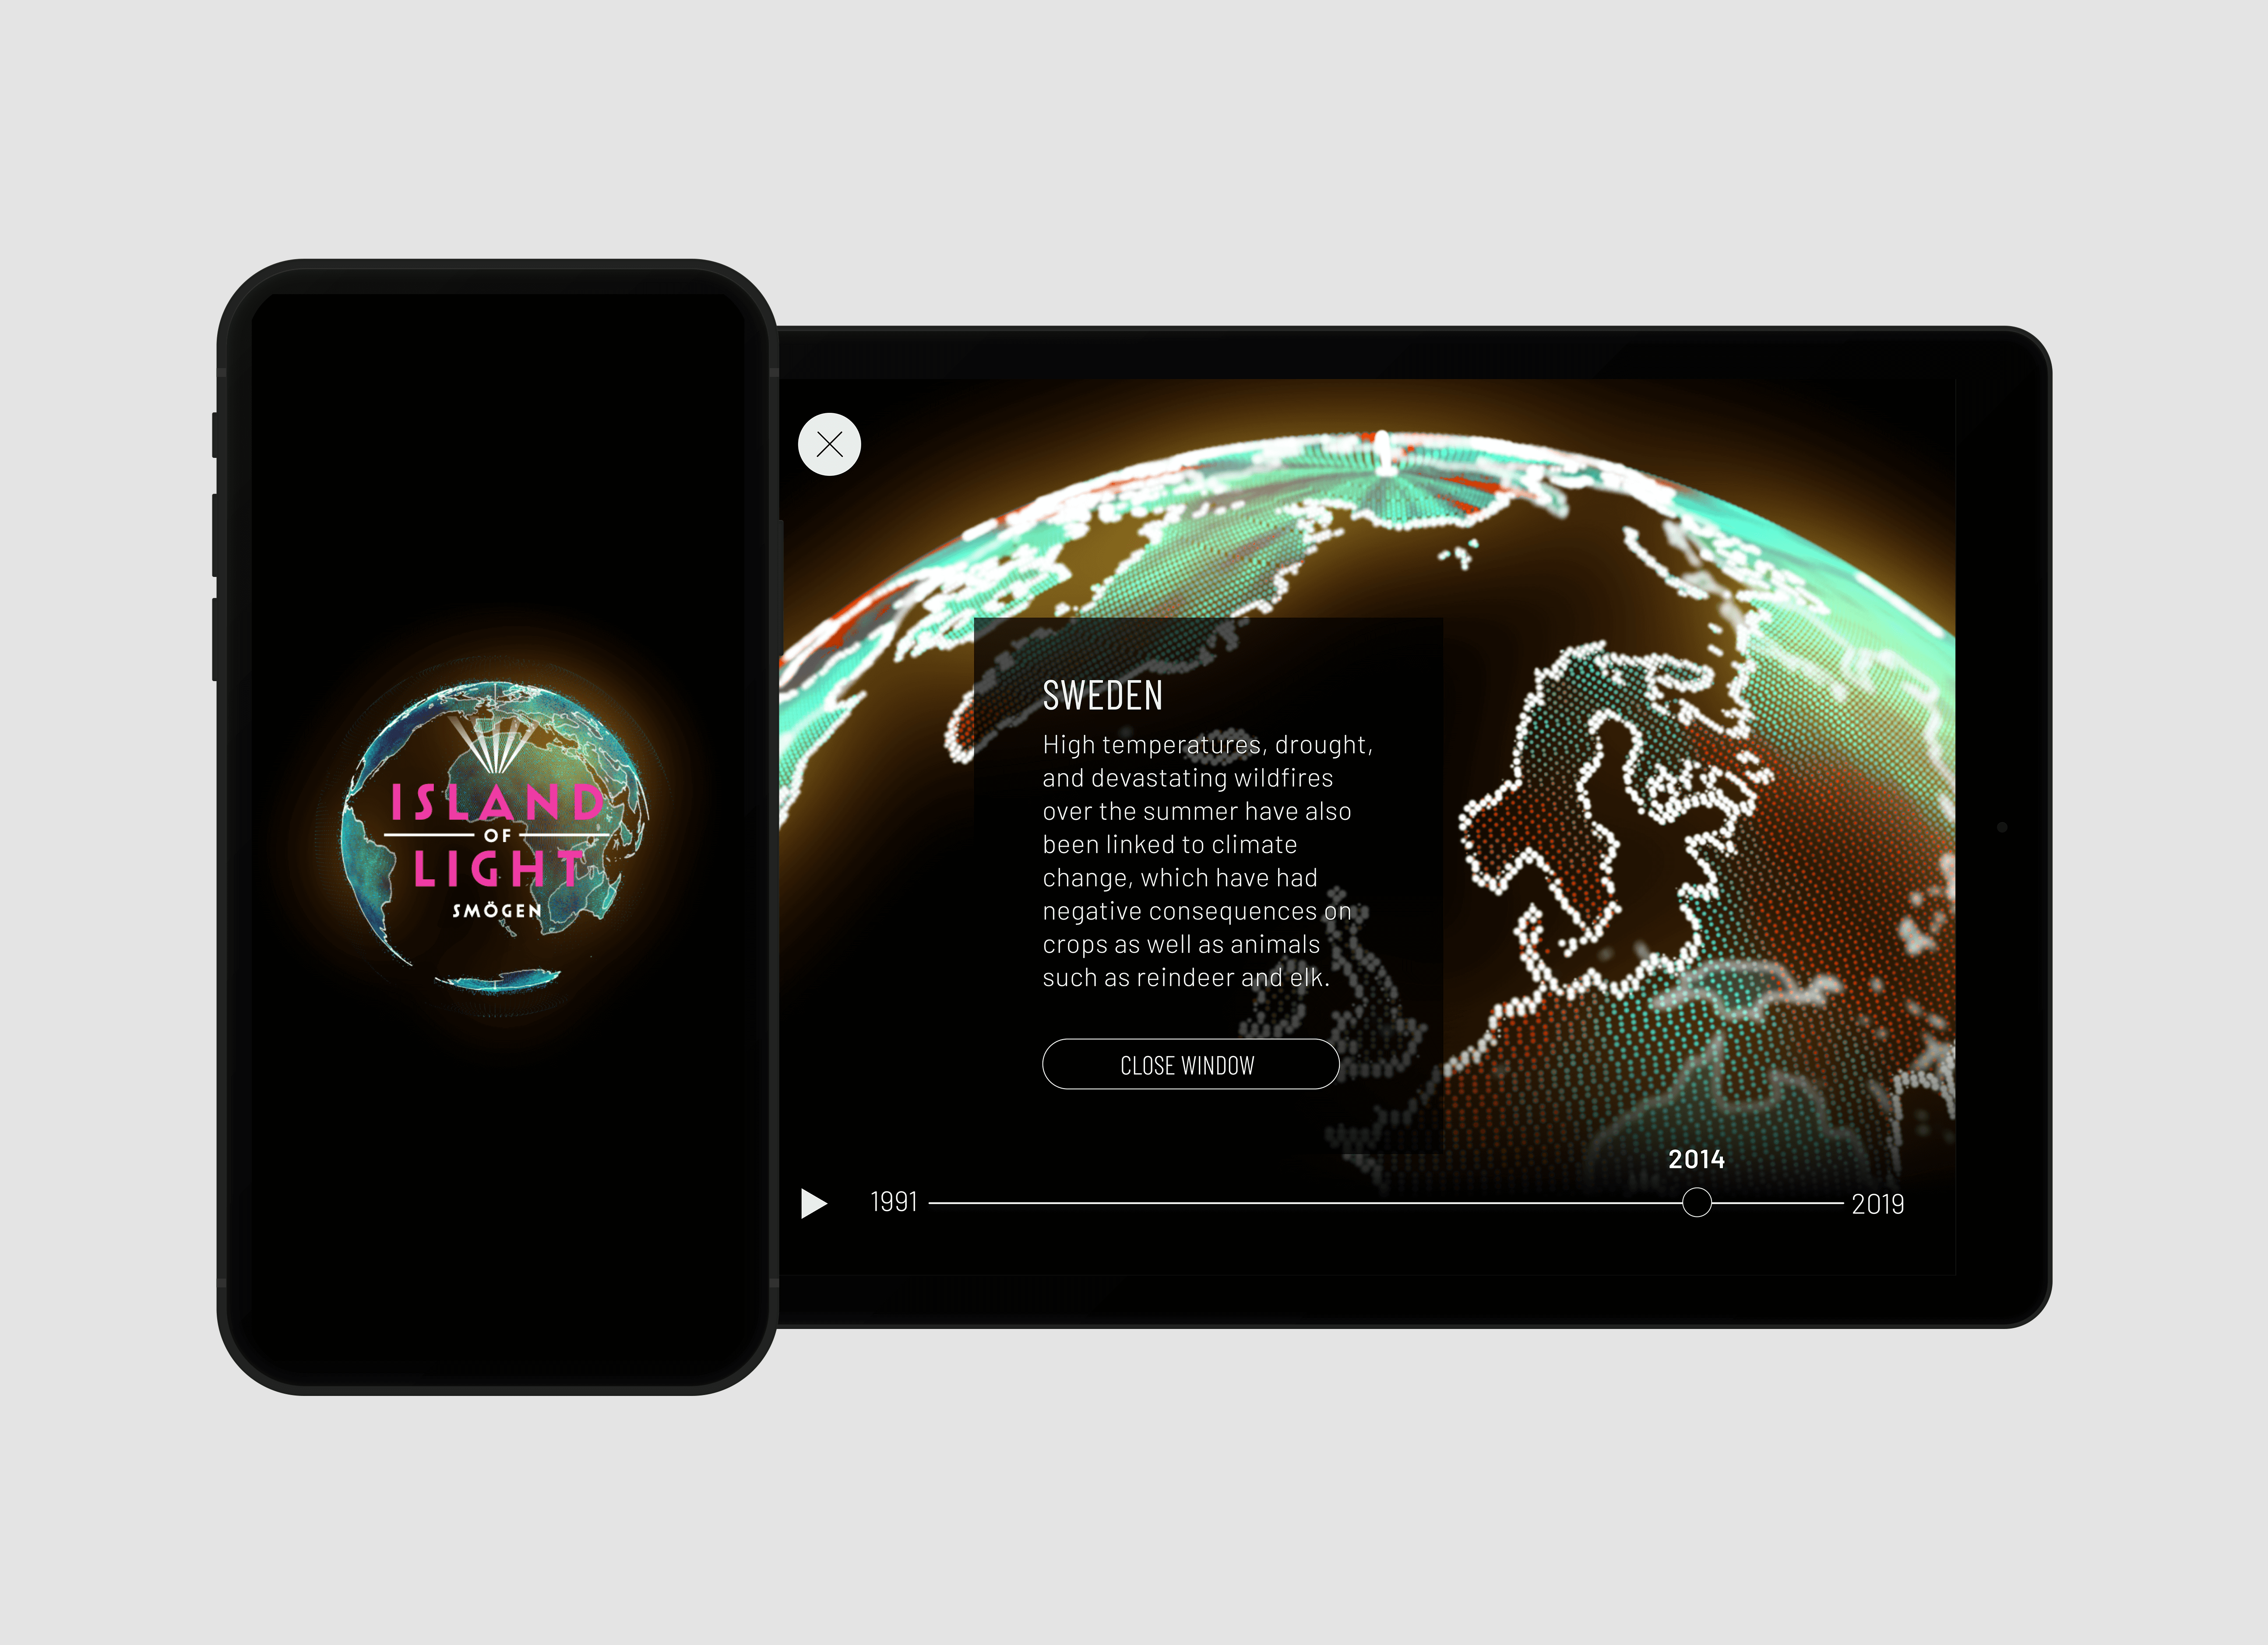 ISLAND
OF
LIGHT
SMÖGEN
SWEDEN
High temperatures, drought,
and devastating wildfires
over the summer have also
been linked to climate
change, which have had
negative consequences on
crops as well as animals
such as reindeer and elk.
CLOSE WINDOW
2014
1991
2019